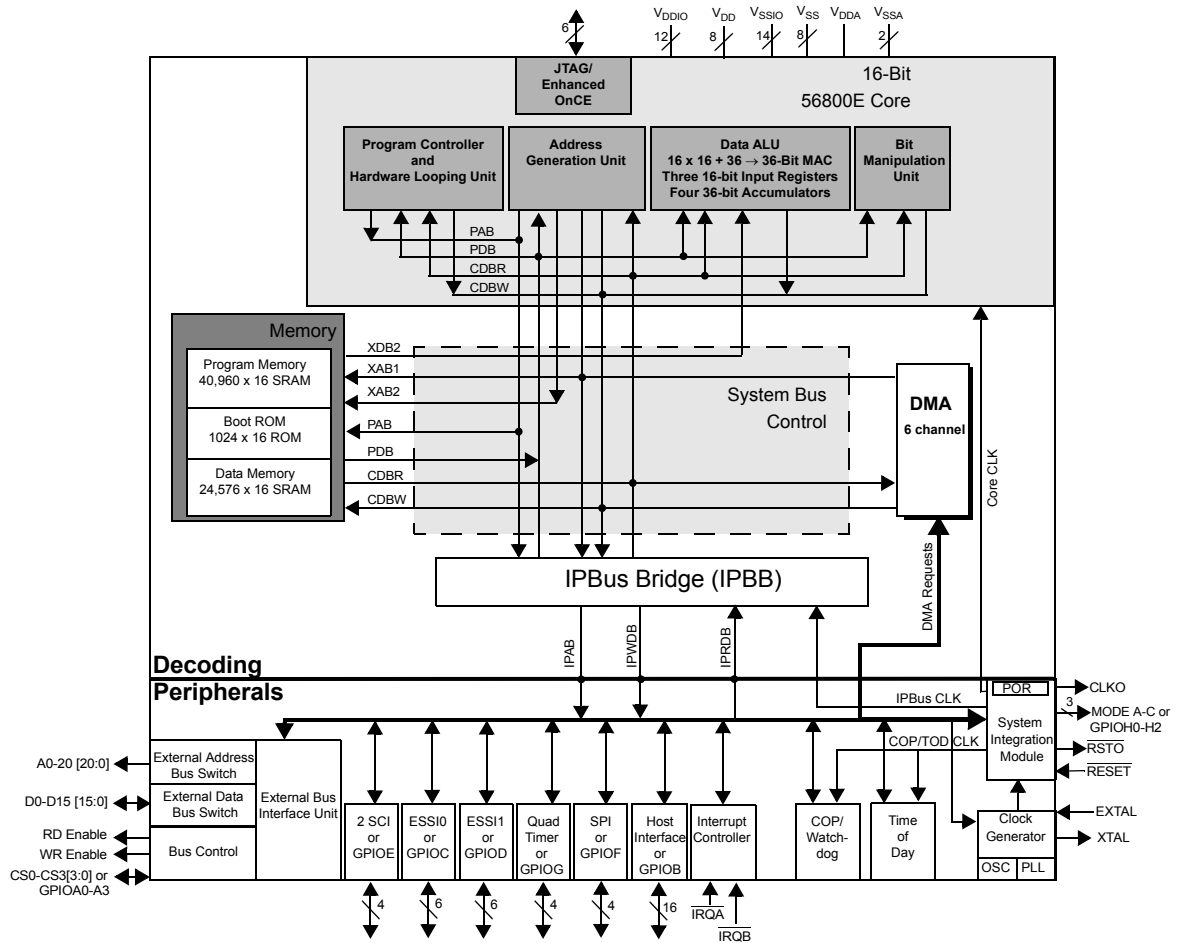 6
VDDIO
12
VDD
8
VSSIO
14
VSS
8
VDDA
VSSA
2
JTAG/
Enhanced
OnCE
16-Bit
56800E Core
Program Controller
and
Hardware Looping Unit
Address
Generation Unit
Data ALU
16 x 16 + 36 → 36-Bit MAC
Three 16-bit Input Registers
Four 36-bit Accumulators
Bit
Manipulation
Unit
PAB
PDB
CDBR
CDBW
Memory
Program Memory
40,960 x 16 SRAM
Boot ROM
1024 x 16 ROM
Data Memory
24,576 x 16 SRAM
XDB2
XAB1
XAB2
PAB
PDB
CDBR
CDBW
System Bus
Control
DMA
6 channel
Core CLK
DMA Requests
IPBus Bridge (IPBB)
IPAB
IPWDB
IPRDB
Decoding
Peripherals
IPBus CLK
POR
System
Integration
Module
CLKO
3
MODE A-C or
GPIOH0-H2
RSTO
RESET
COP/TOD CLK
A0-20 [20:0]
D0-D15 [15:0]
RD Enable
WR Enable
CS0-CS3[3:0] or
GPIOA0-A3
External Address
Bus Switch
External Data
Bus Switch
Bus Control
External Bus
Interface Unit
2 SCI
or
GPIOE
ESSI0
or
GPIOC
ESSI1
or
GPIOD
Quad
Timer
or
GPIOG
SPI
or
GPIOF
Host
Interface
or
GPIOB
Interrupt
Controller
COP/
Watch-
dog
Time
of
Day
Clock
Generator
OSC
PLL
EXTAL
XTAL
4
6
6
4
4
16
IRQA
IRQB